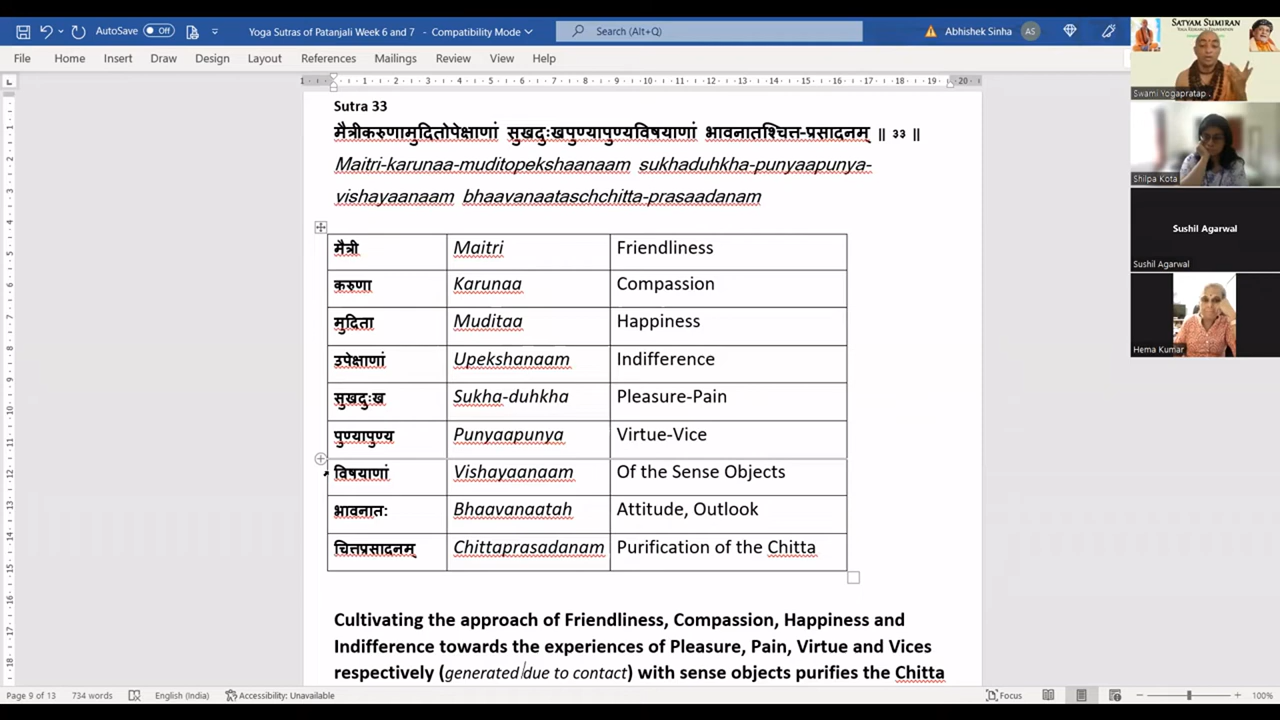 AutoSave Off
Yoga Sutras of Patanjali Week 6 and 7 - Compatibility Mode
Search (Alt+Q)
Abhishek Sinha AS
File Home Insert Draw Design Layout References Mailings Review View Help
Sutra 33
मैत्रीकरुणामुदितोपेक्षाणां सुखदुःखपुण्यापुण्यविषयाणां भावनातश्चित्त-प्रसादनम् ॥ ३३ ॥
Maitri-karunaa-muditopekshaanaam sukhaduhkha-punyaapunya-
vishayaanaam bhaavanaataschchitta-prasaadanam
मैत्री Maitri Friendliness
करुणा Karunaa Compassion
मुदिता Muditaa Happiness
उपेक्षाणां Upekshanaam Indifference
सुखदुःख Sukha-duhkha Pleasure-Pain
पुण्यापुण्य Punyaapunya Virtue-Vice
विषयाणां Vishayaanaam Of the Sense Objects
भावनात: Bhaavanaatah Attitude, Outlook
चित्तप्रसादनम् Chittaprasadanam Purification of the Chitta
Cultivating the approach of Friendliness, Compassion, Happiness and
Indifference towards the experiences of Pleasure, Pain, Virtue and Vices
respectively (generated due to contact) with sense objects purifies the Chitta
Page 9 of 13 734 words English (India) Accessibility: Unavailable Focus 100%
SATYAM SUMIRAN
Swami Yogapratap
Shilpa Kota
Sushil Agarwal
Sushil Agarwal
Hema Kumar